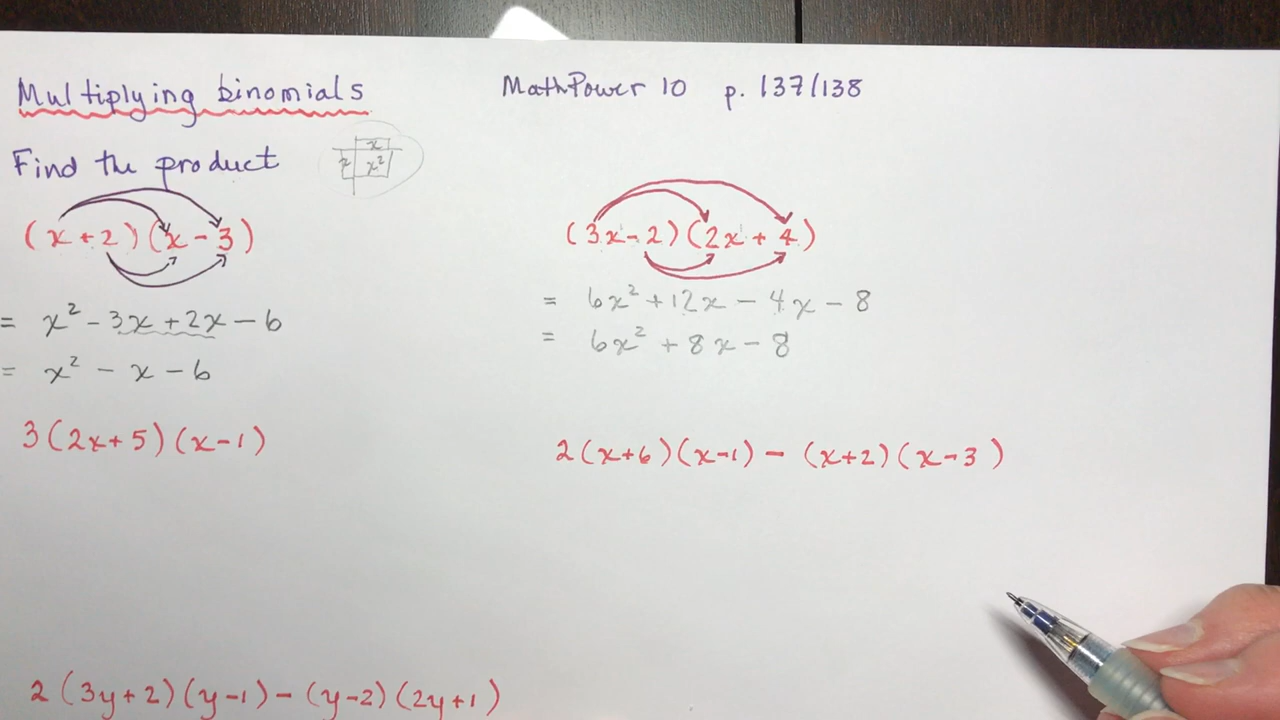 Multiplying binomials
MathPower 10 p. 137/138
Find the product
x
x x²
(x+2)(x-3)
= x² - 3x + 2x - 6
= x² - x - 6
(3x-2)(2x+4)
= 6x² + 12x - 4x - 8
= 6x² + 8x - 8
3(2x+5)(x-1)
2(x+6)(x-1) - (x+2)(x-3)
2(3y+2)(y-1) - (y-2)(2y+1)